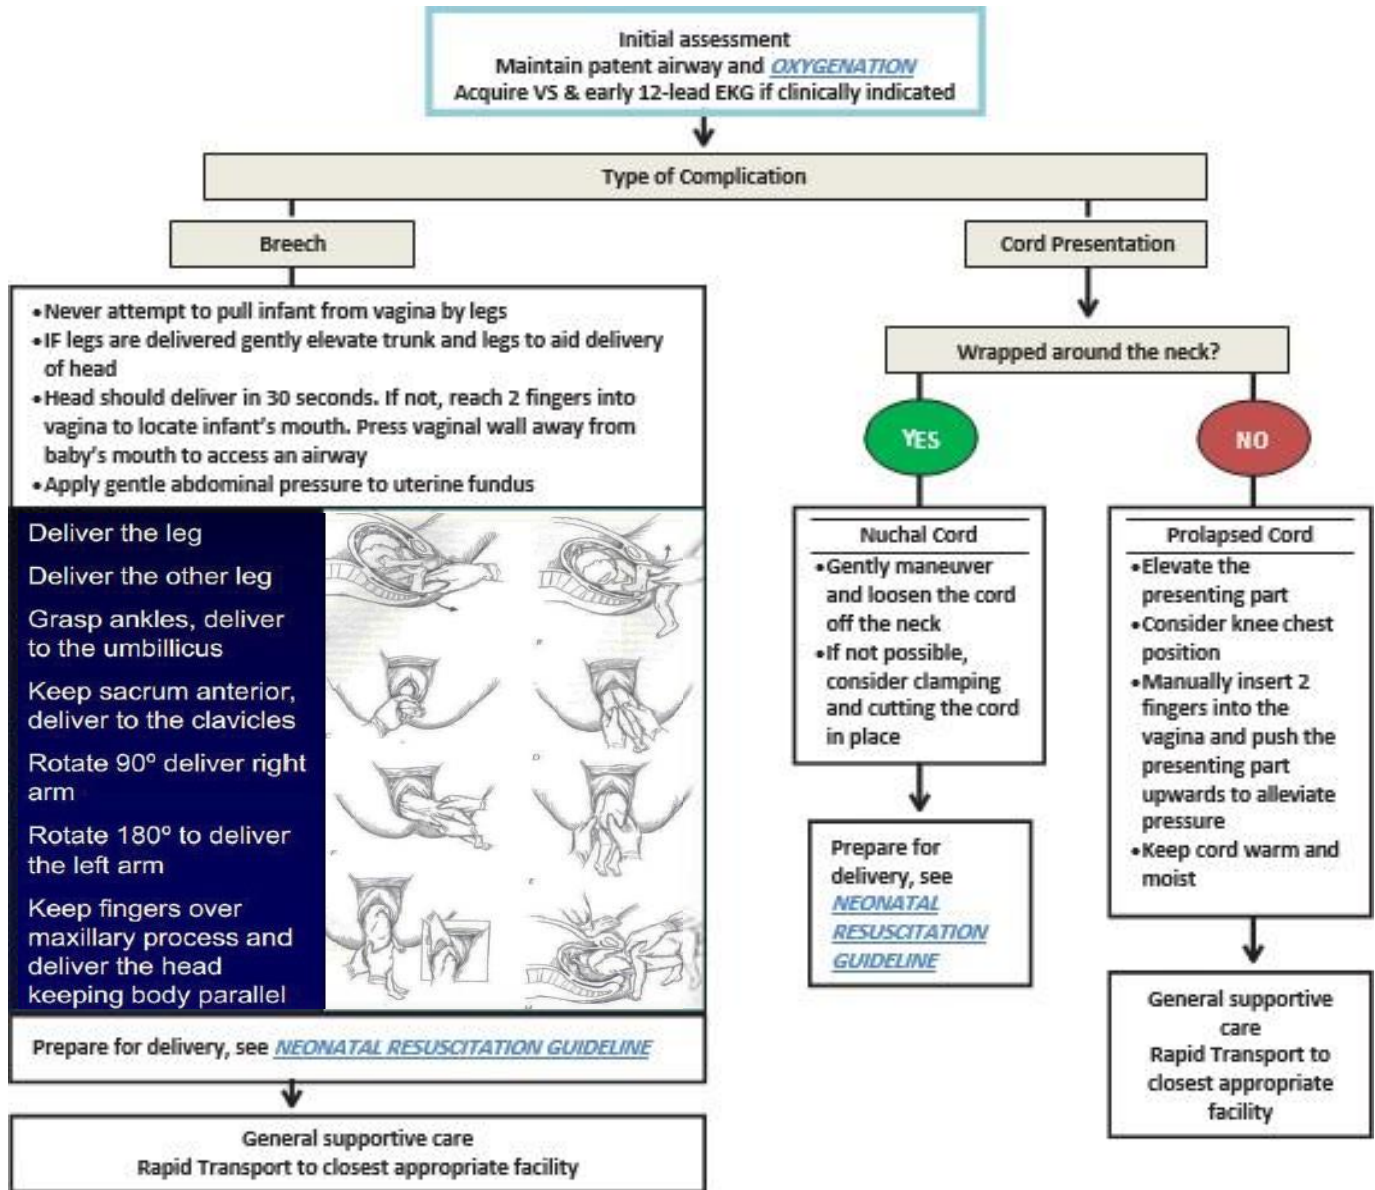 Initial assessment
Maintain patent airway and OXYGENATION
Acquire VS & early 12-lead EKG if clinically indicated
Type of Complication
Breech
•Never attempt to pull infant from vagina by legs
•IF legs are delivered gently elevate trunk and legs to aid delivery
of head
•Head should deliver in 30 seconds. If not, reach 2 fingers into
vagina to locate infant's mouth. Press vaginal wall away from
baby's mouth to access an airway
•Apply gentle abdominal pressure to uterine fundus
Deliver the leg
Deliver the other leg
Grasp ankles, deliver
to the umbillicus
Keep sacrum anterior,
deliver to the clavicles
Rotate 90º deliver right
arm
Rotate 180º to deliver
the left arm
Keep fingers over
maxillary process and
deliver the head
keeping body parallel
Prepare for delivery, see NEONATAL RESUSCITATION GUIDELINE
General supportive care
Rapid Transport to closest appropriate facility
Cord Presentation
Wrapped around the neck?
YES
Nuchal Cord
•Gently maneuver
and loosen the cord
off the neck
•If not possible,
consider clamping
and cutting the cord
in place
Prepare for
delivery, see
NEONATAL
RESUSCITATION
GUIDELINE
NO
Prolapsed Cord
•Elevate the
presenting part
•Consider knee chest
position
•Manually insert 2
fingers into the
vagina and push the
presenting part
upwards to alleviate
pressure
•Keep cord warm and
moist
General supportive
care
Rapid Transport to
closest appropriate
facility